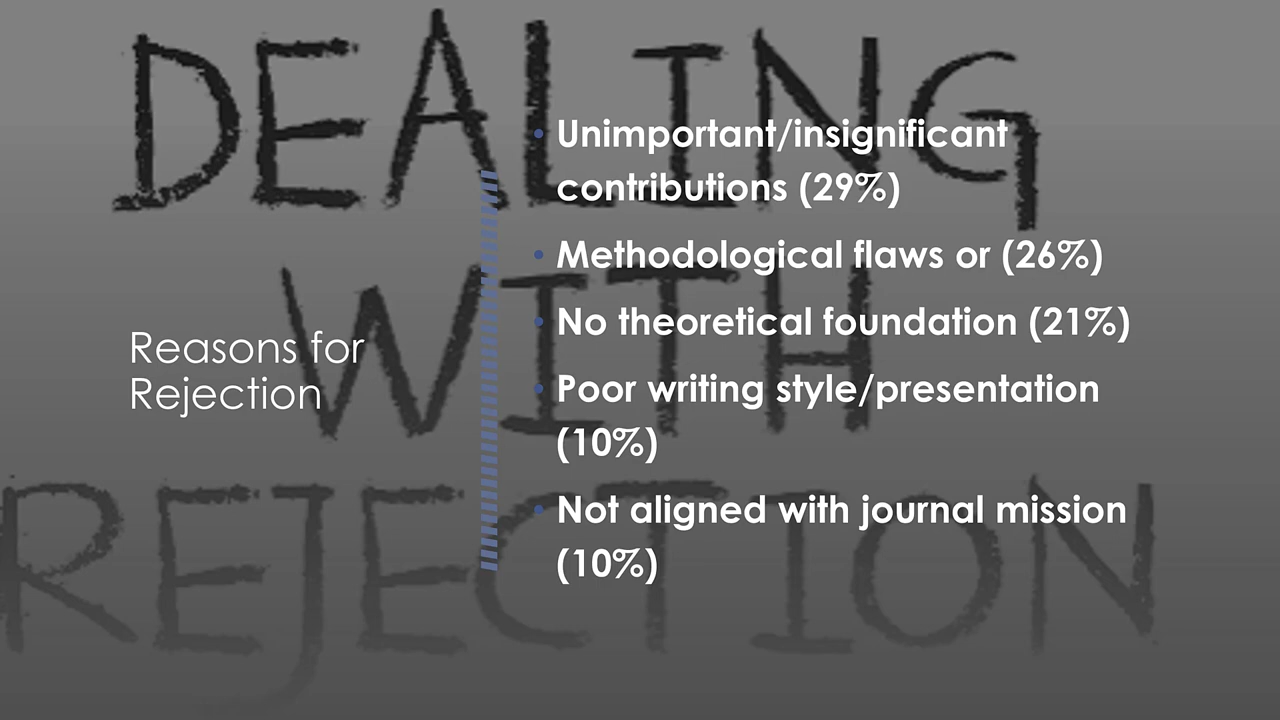 DEALING
WITH
REJECTION
Reasons for
Rejection
• Unimportant/insignificant
contributions (29%)
• Methodological flaws or (26%)
• No theoretical foundation (21%)
• Poor writing style/presentation
(10%)
• Not aligned with journal mission
(10%)